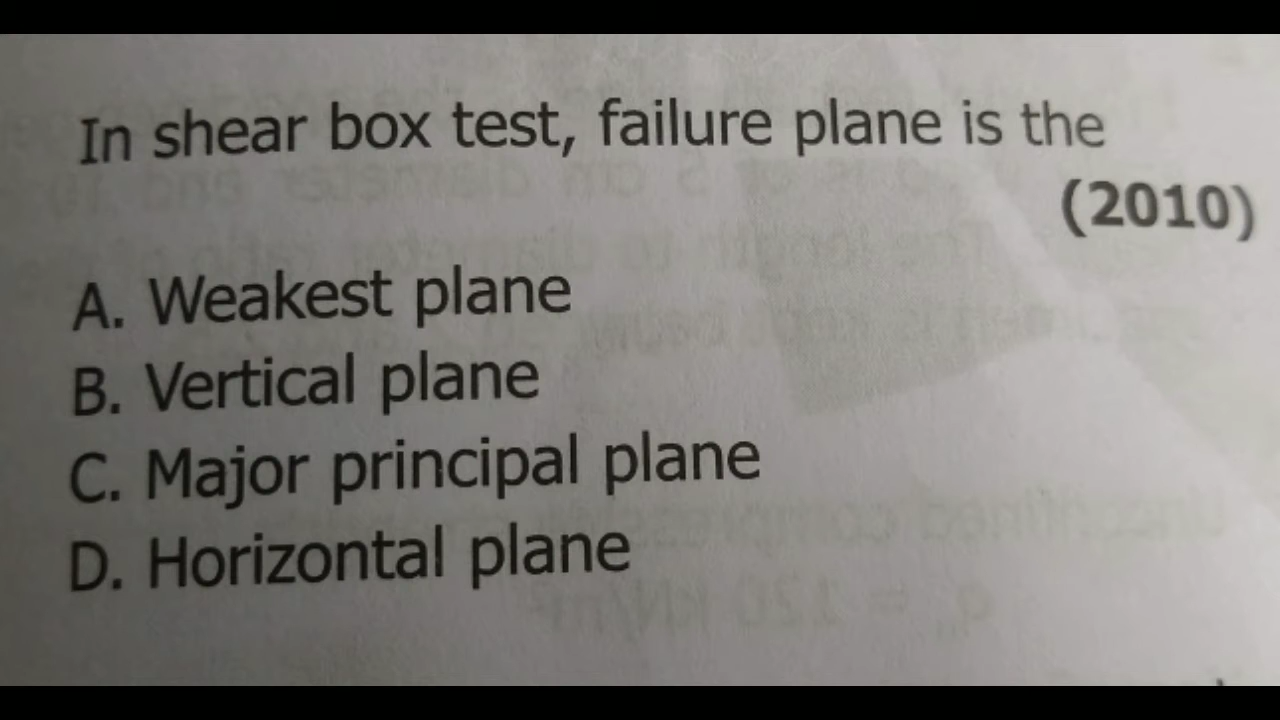 In shear box test, failure plane is the
(2010)
A. Weakest plane
B. Vertical plane
C. Major principal plane
D. Horizontal plane